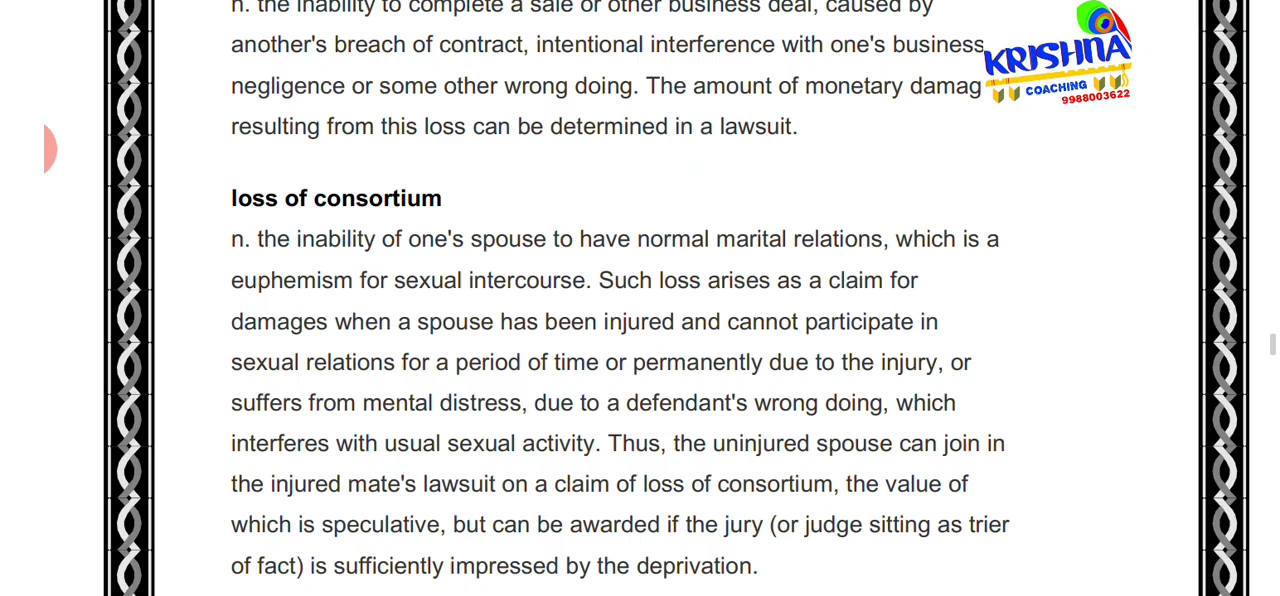 n. the inability to complete a sale or other business deal, caused by
another's breach of contract, intentional interference with one's business
negligence or some other wrong doing. The amount of monetary damag
resulting from this loss can be determined in a lawsuit.
KRISHNA
COACHING
9988003622
loss of consortium
n. the inability of one's spouse to have normal marital relations, which is a
euphemism for sexual intercourse. Such loss arises as a claim for
damages when a spouse has been injured and cannot participate in
sexual relations for a period of time or permanently due to the injury, or
suffers from mental distress, due to a defendant's wrong doing, which
interferes with usual sexual activity. Thus, the uninjured spouse can join in
the injured mate's lawsuit on a claim of loss of consortium, the value of
which is speculative, but can be awarded if the jury (or judge sitting as trier
of fact) is sufficiently impressed by the deprivation.